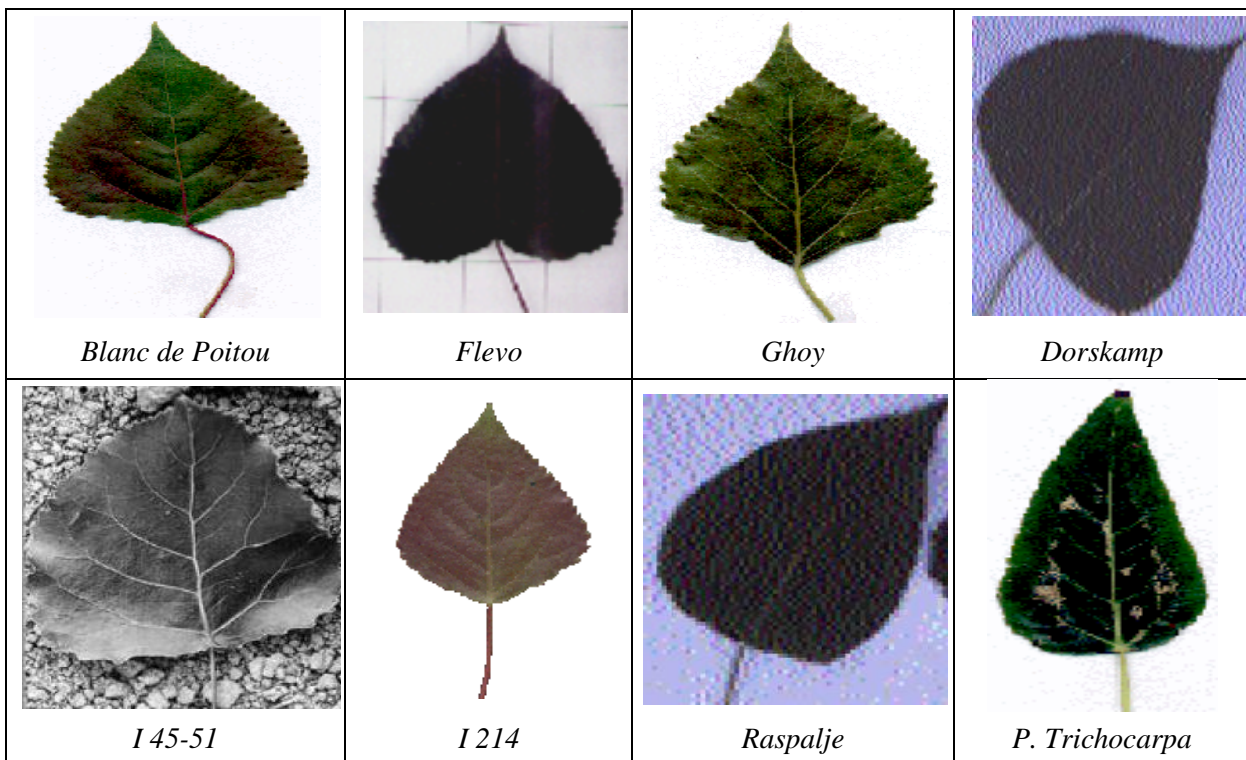 Blanc de Poitou
Flevo
Ghoy
Dorskamp
I 45-51
I 214
Raspalje
P. Trichocarpa